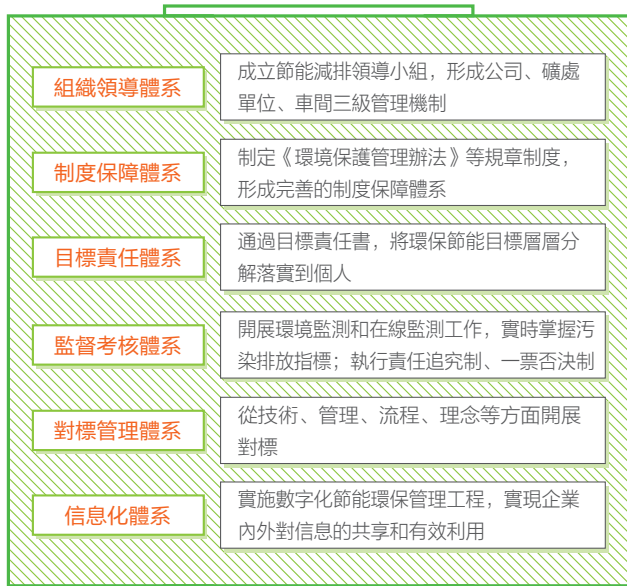 組織領導體系
成立節能減排領導小組，形成公司、礦處
單位、車間三級管理機制
制度保障體系
制定《環境保護管理辦法》等規章制度，
形成完善的制度保障體系
目標責任體系
通過目標責任書，將環保節能目標層層分
解落實到個人
監督考核體系
開展環境監測和在線監測工作，實時掌握污
染排放指標；執行責任追究制、一票否決制
對標管理體系
從技術、管理、流程、理念等方面開展
對標
信息化體系
實施數字化節能環保管理工程，實現企業
內外對信息的共享和有效利用